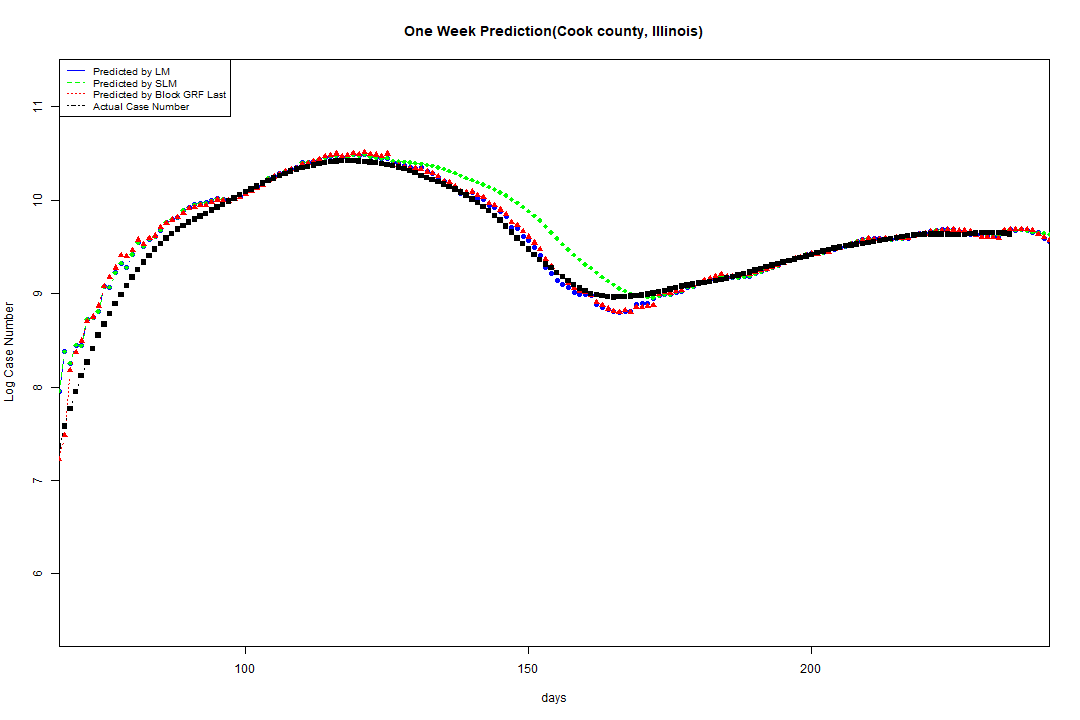 One Week Prediction(Cook county, Illinois)
Predicted by LM
Predicted by SLM
Predicted by Block GRF Last
Actual Case Number
11
10
9
8
7
6
Log Case Number
100
150
200
days